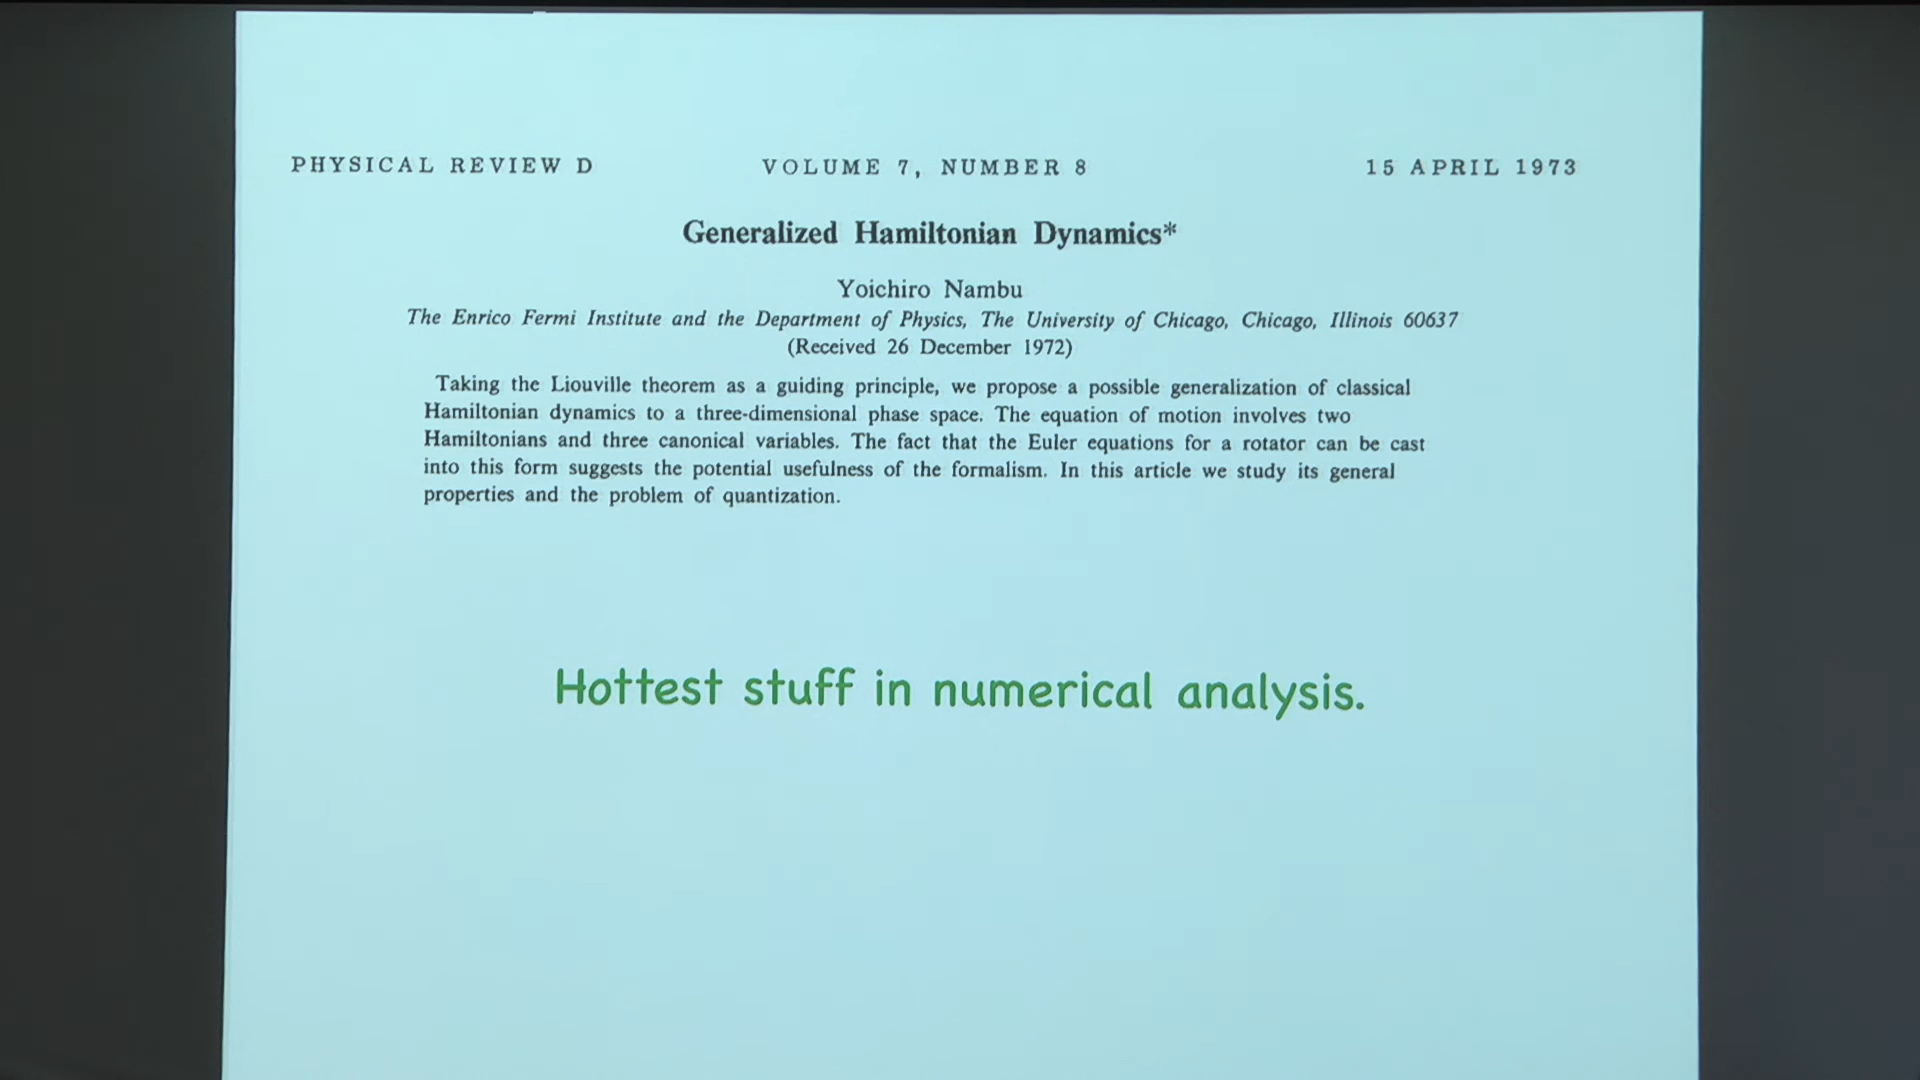 PHYSICAL REVIEW D VOLUME 7, NUMBER 8 15 APRIL 1973
Generalized Hamiltonian Dynamics*
Yoichiro Nambu
The Enrico Fermi Institute and the Department of Physics, The University of Chicago, Chicago, Illinois 60637
(Received 26 December 1972)
Taking the Liouville theorem as a guiding principle, we propose a possible generalization of classical
Hamiltonian dynamics to a three-dimensional phase space. The equation of motion involves two
Hamiltonians and three canonical variables. The fact that the Euler equations for a rotator can be cast
into this form suggests the potential usefulness of the formalism. In this article we study its general
properties and the problem of quantization.
Hottest stuff in numerical analysis.